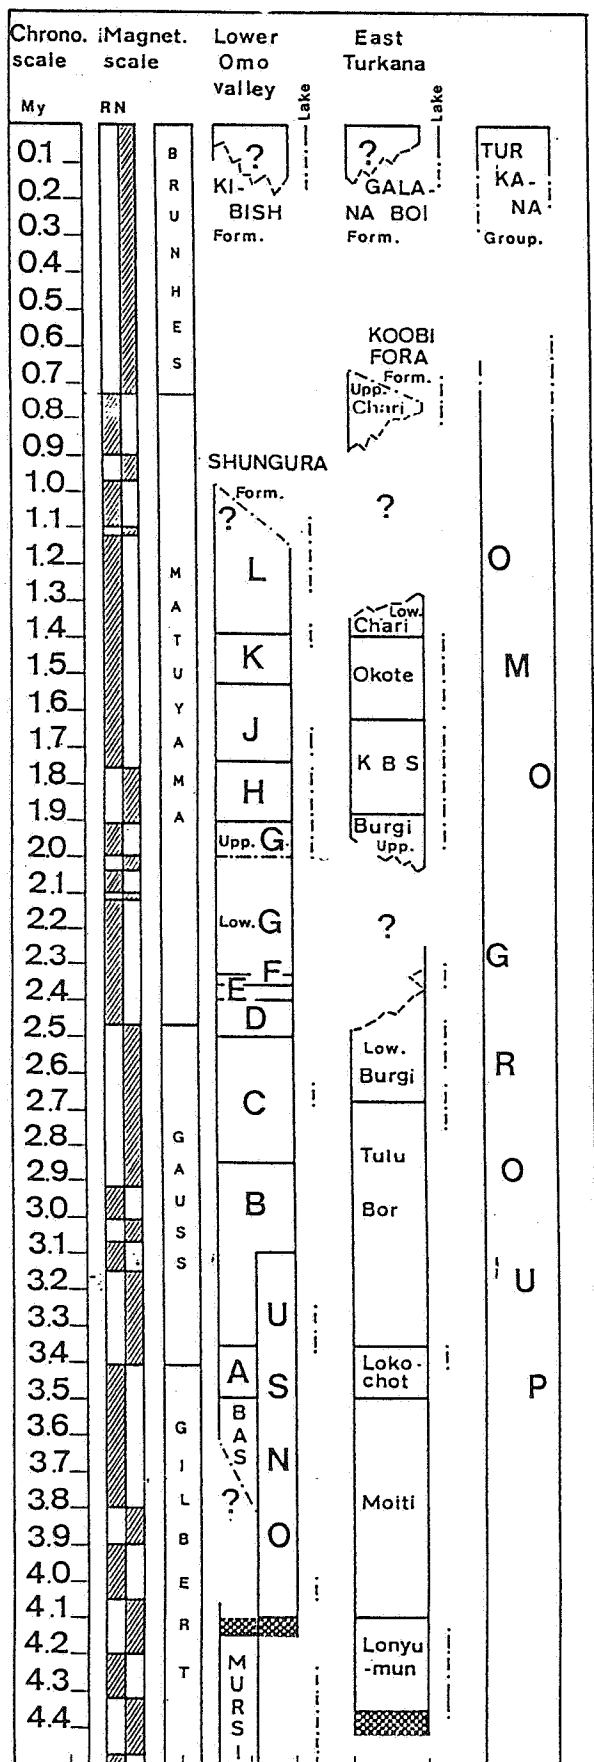 Chrono. scale
Magnet. scale
Lower Omo valley
East Turkana
My
R N
Lake
Lake
0.1
0.2
0.3
0.4
0.5
0.6
0.7
0.8
0.9
1.0
1.1
1.2
1.3
1.4
1.5
1.6
1.7
1.8
1.9
2.0
2.1
2.2
2.3
2.4
2.5
2.6
2.7
2.8
2.9
3.0
3.1
3.2
3.3
3.4
3.5
3.6
3.7
3.8
3.9
4.0
4.1
4.2
4.3
4.4
BRUNHES
MATUYAMA
GAUSS
GILBERT
?
KI-
BISH
Form.
SHUNGURA
Form.
?
L
K
J
H
Upp. G
Low. G
F
E
D
C
B
A
BAS
?
USNO
MURSI
?
GALA-
NA BOI
Form.
KOOBI
FORA
Form.
Upp.
Chari
?
Low.
Chari
Okote
KBS
Burgi
Upp.
?
Low.
Burgi
Tulu
Bor
Loko-
chot
Moiti
Lonyu
-mun
TUR
KA-
NA
Group.
OMO
GROUP